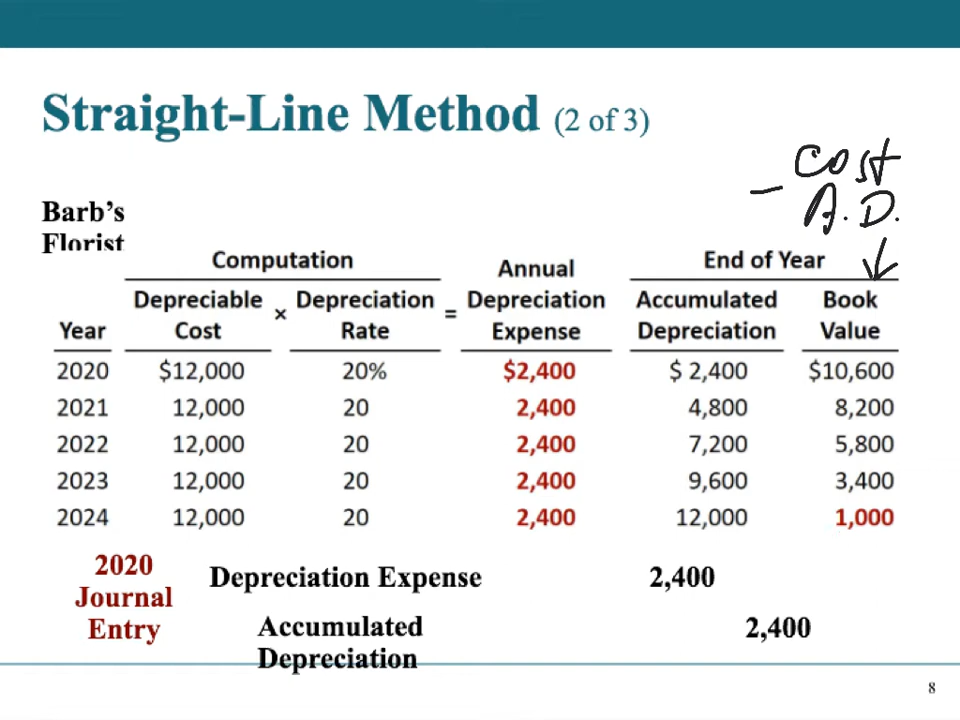 Straight-Line Method (2 of 3)
– Cost
A.D.
↓
Barb's
Florist
Computation
Annual
End of Year
Depreciable × Depreciation = Depreciation
Accumulated Book
Year Cost Rate Expense Depreciation Value
2020 $12,000 20% $2,400 $ 2,400 $10,600
2021 12,000 20 2,400 4,800 8,200
2022 12,000 20 2,400 7,200 5,800
2023 12,000 20 2,400 9,600 3,400
2024 12,000 20 2,400 12,000 1,000
2020
Journal
Entry
Depreciation Expense 2,400
Accumulated 2,400
Depreciation
8